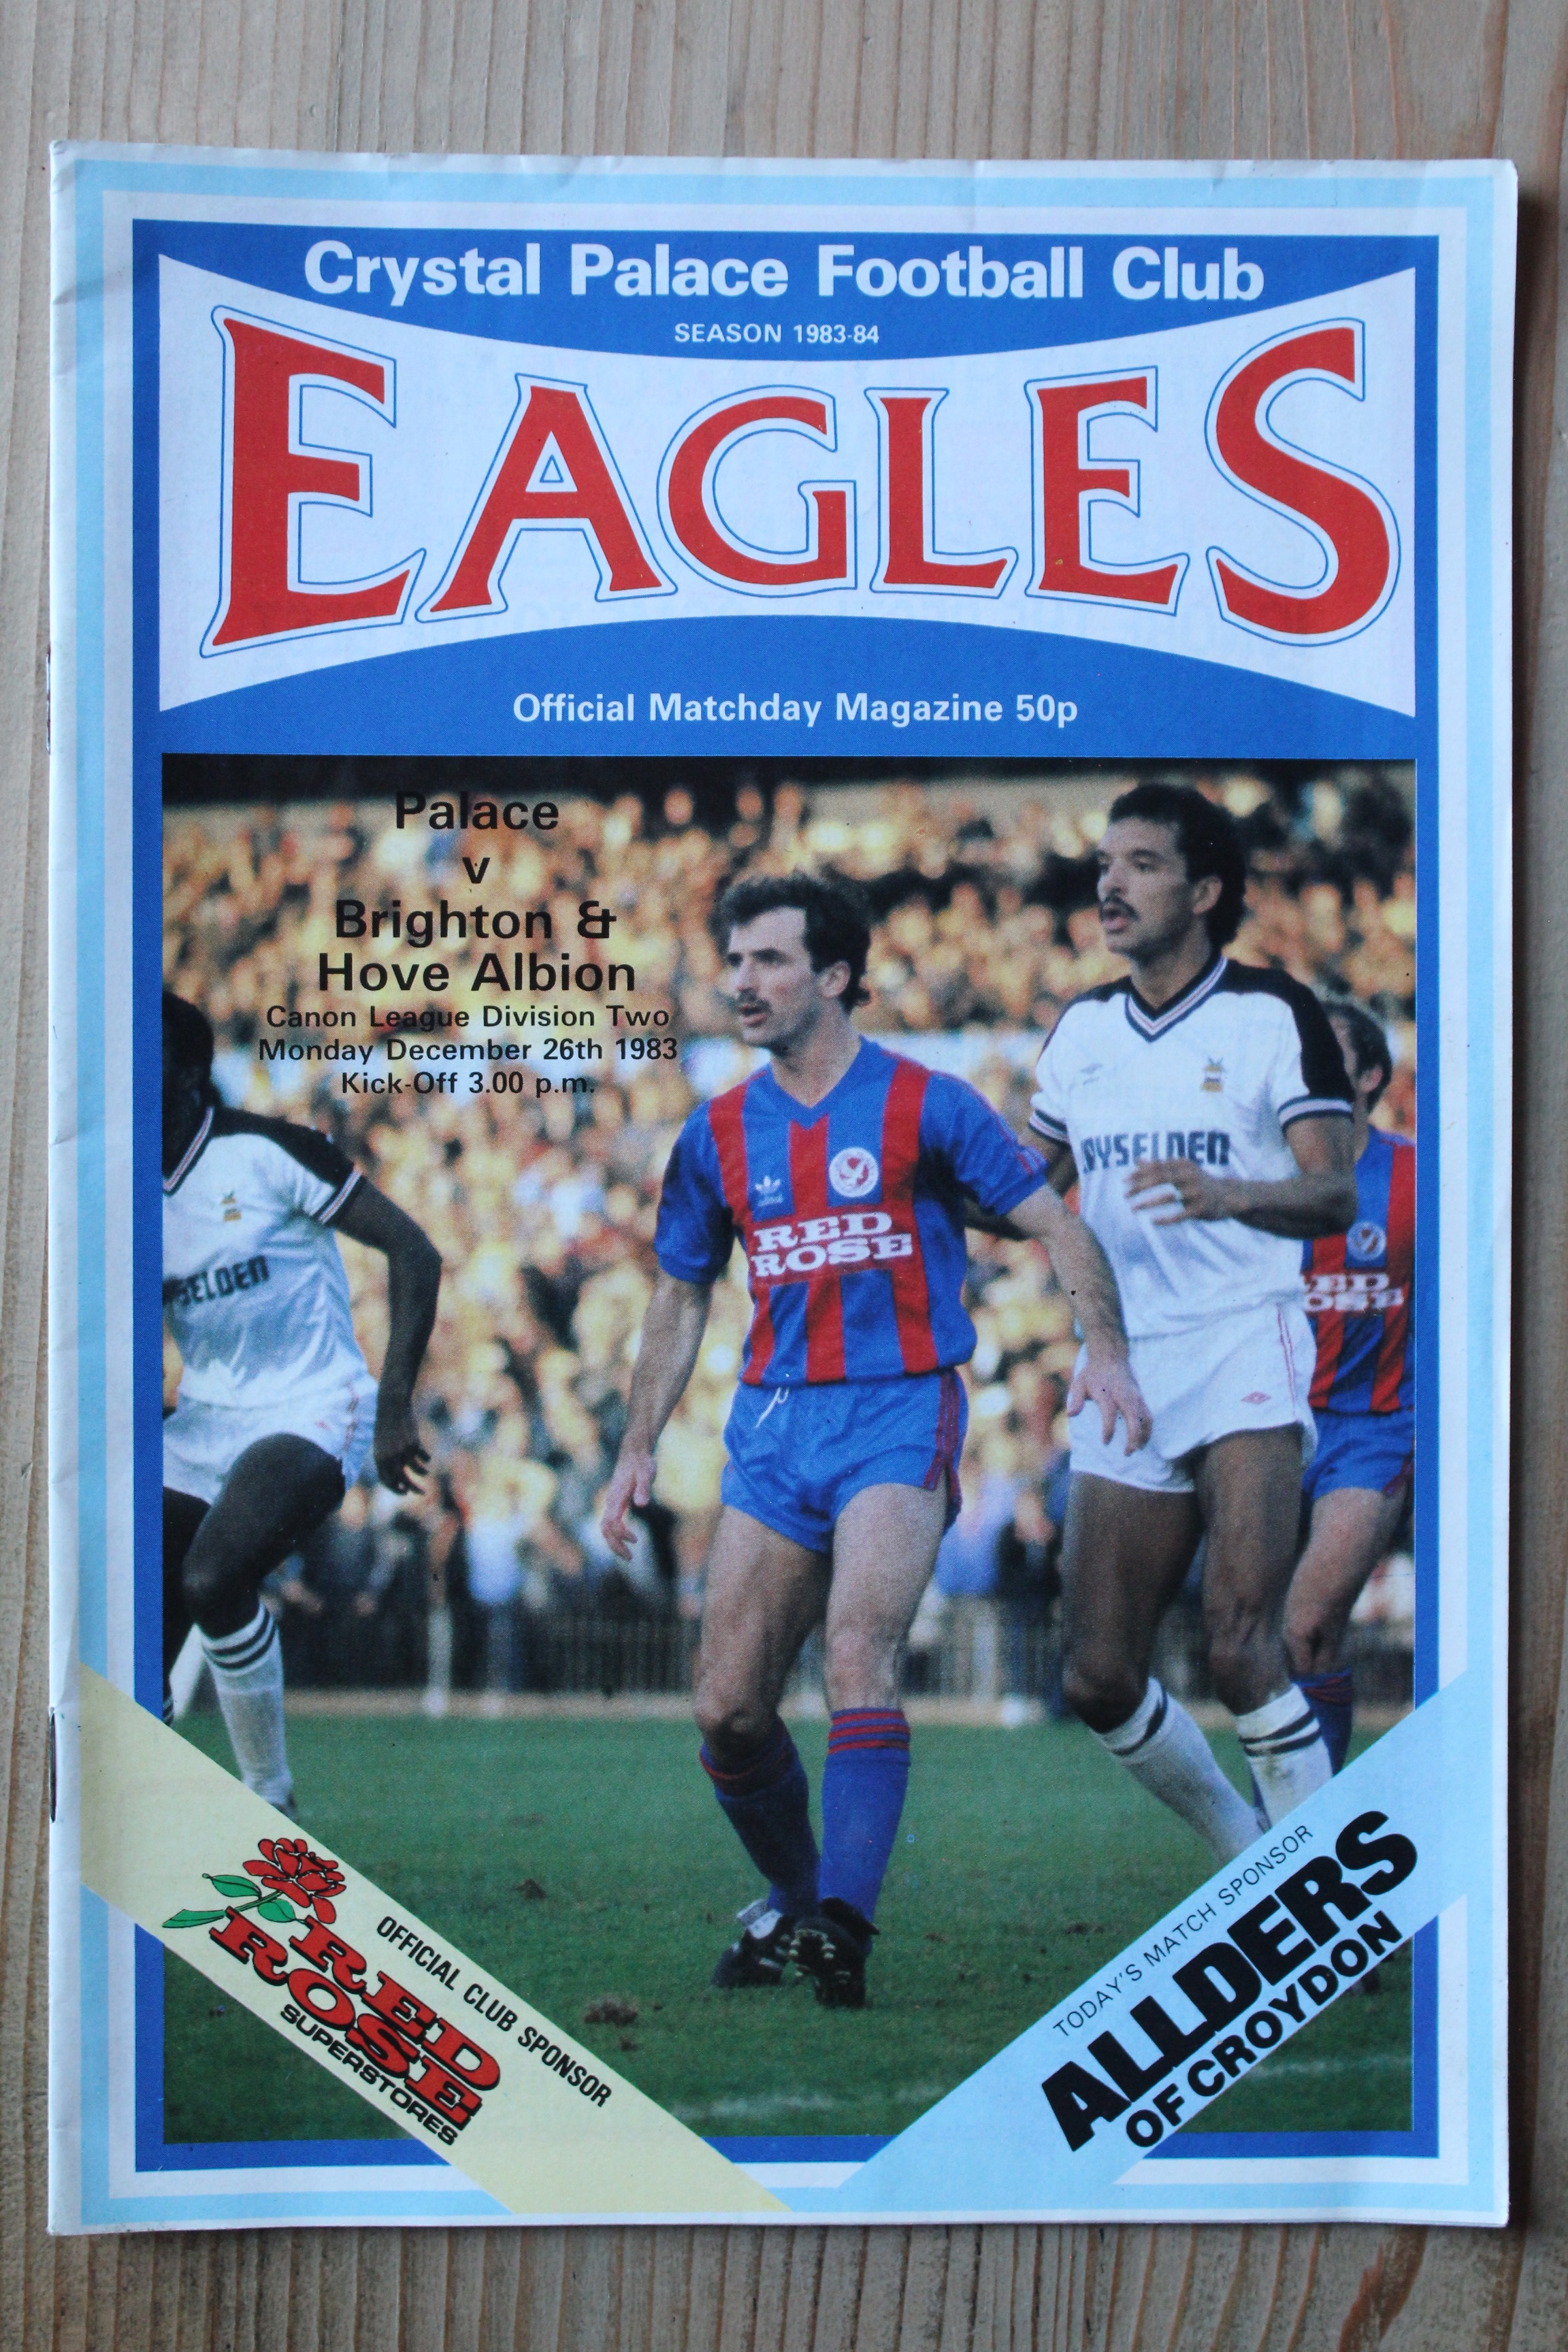 Crystal Palace Football Club
SEASON 1983-84
EAGLES
Official Matchday Magazine 50p
Palace
v
Brighton &
Hove Albion
Canon League Division Two
Monday December 26th 1983
Kick-Off 3.00 p.m.
RED
ROSE
OFFICIAL CLUB SPONSOR
RED
ROSE
SUPERSTORES
TODAY'S MATCH SPONSOR
ALLDERS
OF CROYDON